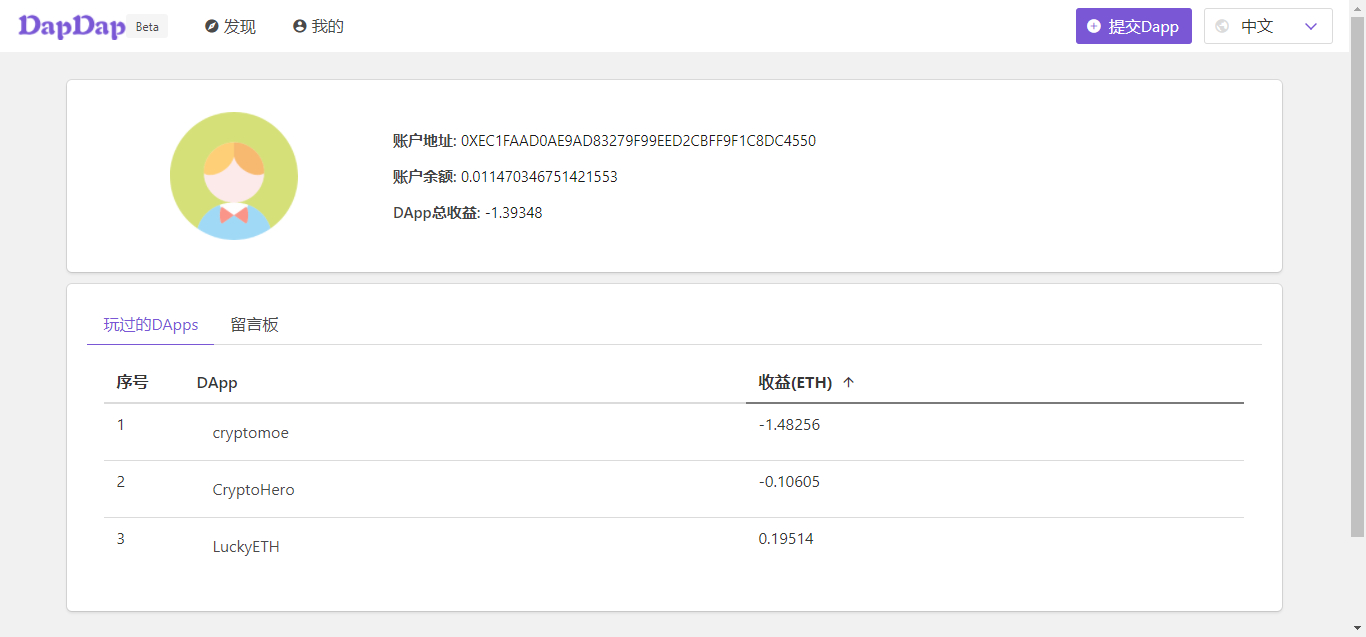 DapDap Beta 发现 我的 提交Dapp 中文
账户地址: 0XEC1FAAD0AE9AD83279F99EED2CBFF9F1C8DC4550
账户余额: 0.011470346751421553
DApp总收益: -1.39348
玩过的DApps 留言板
序号 DApp 收益(ETH) ↑
1 cryptomoe -1.48256
2 CryptoHero -0.10605
3 LuckyETH 0.19514